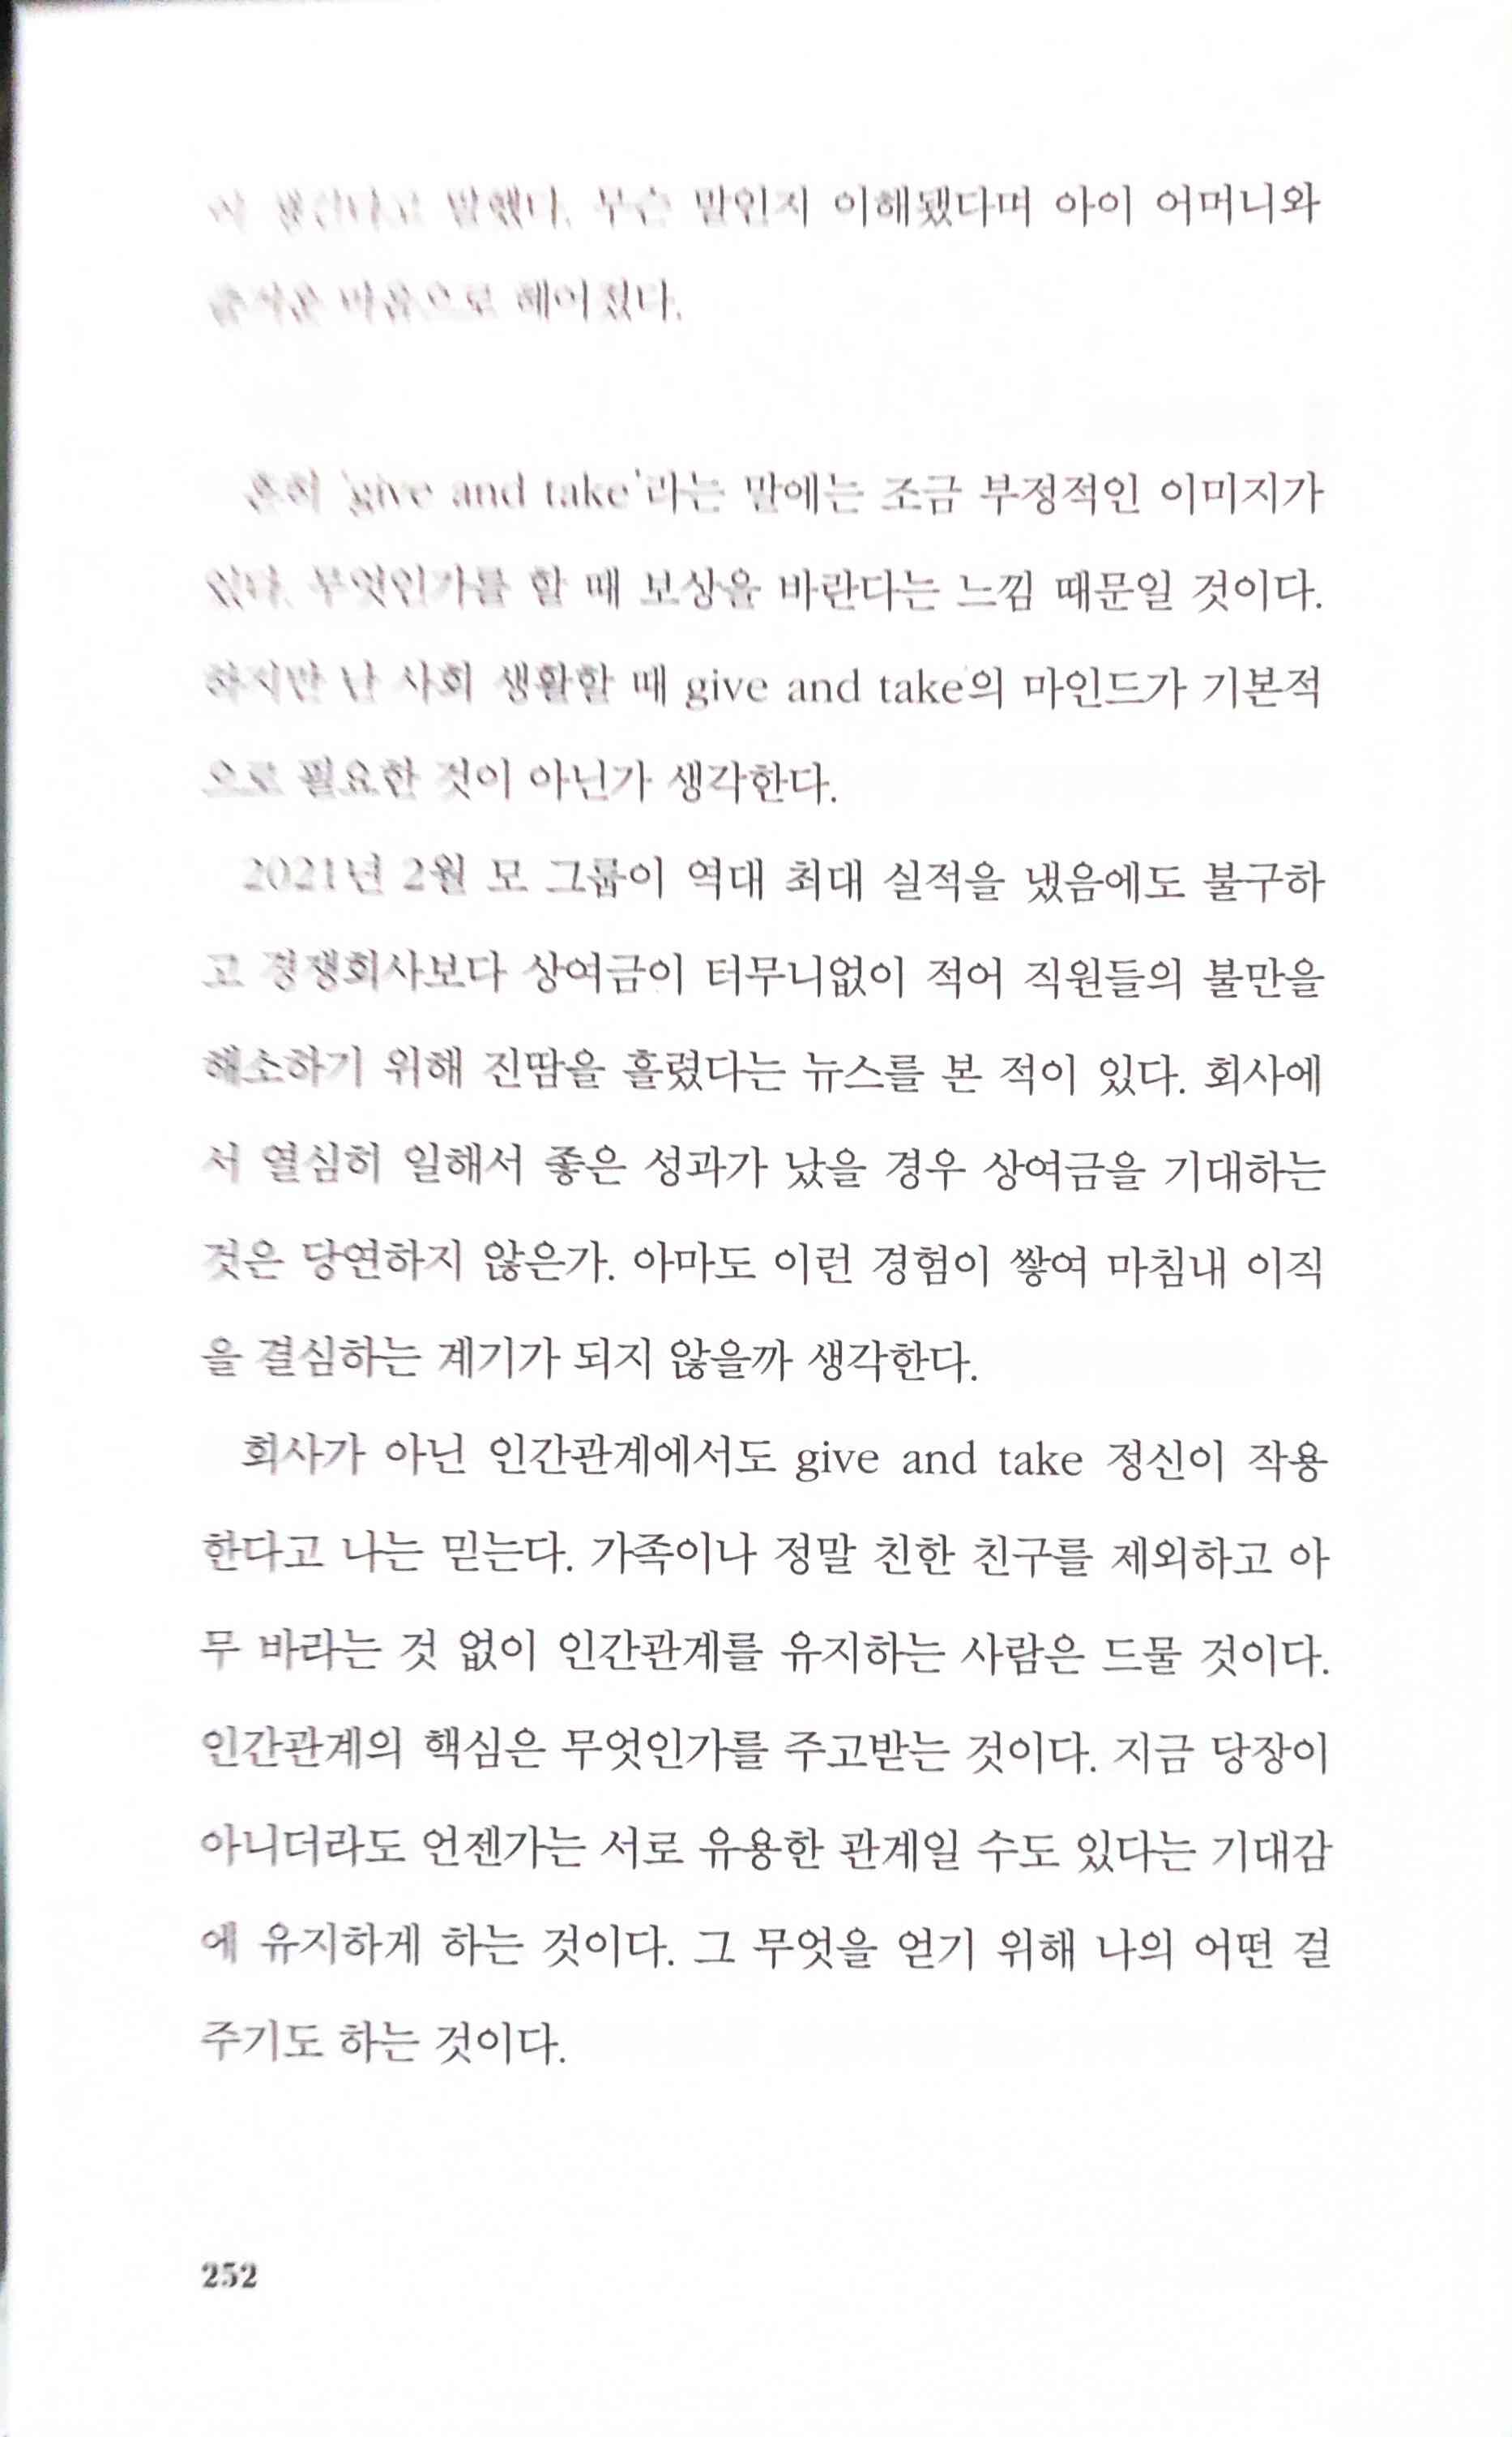 말했다. 무슨 말인지 이해됐다며 아이 어머니와
즐거운 마음으로 헤어졌다.
흔히 'give and take'라는 말에는 조금 부정적인 이미지가
있다. 무엇인가를 할 때 보상을 바란다는 느낌 때문일 것이다.
하지만 난 사회 생활할 때 give and take의 마인드가 기본적
으로 필요한 것이 아닌가 생각한다.
2021년 2월 모 그룹이 역대 최대 실적을 냈음에도 불구하
고 경쟁회사보다 상여금이 터무니없이 적어 직원들의 불만을
해소하기 위해 진땀을 흘렸다는 뉴스를 본 적이 있다. 회사에
서 열심히 일해서 좋은 성과가 났을 경우 상여금을 기대하는
것은 당연하지 않은가. 아마도 이런 경험이 쌓여 마침내 이직
을 결심하는 계기가 되지 않을까 생각한다.
회사가 아닌 인간관계에서도 give and take 정신이 작용
한다고 나는 믿는다. 가족이나 정말 친한 친구를 제외하고 아
무 바라는 것 없이 인간관계를 유지하는 사람은 드물 것이다.
인간관계의 핵심은 무엇인가를 주고받는 것이다. 지금 당장이
아니더라도 언젠가는 서로 유용한 관계일 수도 있다는 기대감
에 유지하게 하는 것이다. 그 무엇을 얻기 위해 나의 어떤 걸
주기도 하는 것이다.
252